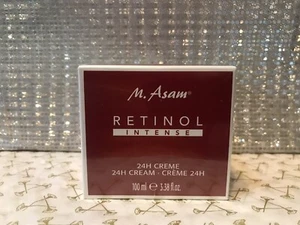 M. Asam®
RETINOL
INTENSE
24H CREME
24H CREAM · CRÈME 24H
100 ml ℮ 3.38 fl.oz.